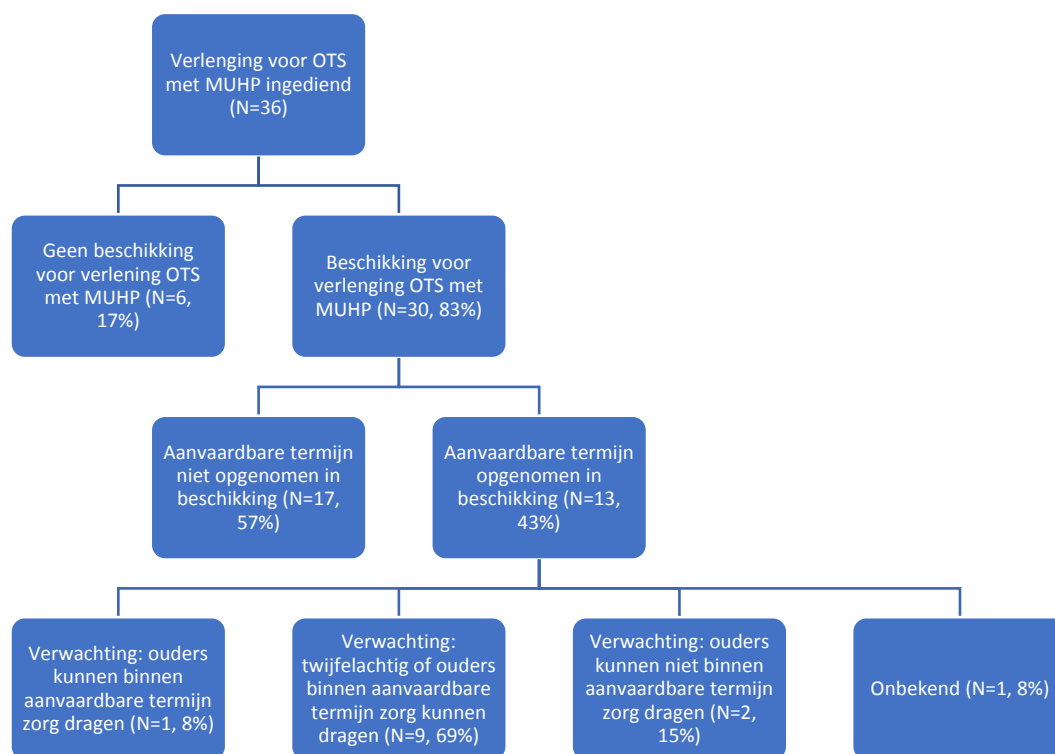 Verlenging voor OTS
met MUHP ingediend
(N=36)
Geen beschikking
voor verlening OTS
met MUHP (N=6,
17%)
Beschikking voor
verlenging OTS met
MUHP (N=30, 83%)
Aanvaardbare termijn
niet opgenomen in
beschikking (N=17,
57%)
Aanvaardbare termijn
opgenomen in
beschikking (N=13,
43%)
Verwachting: ouders
kunnen binnen
aanvaardbare termijn
zorg dragen (N=1, 8%)
Verwachting:
twijfelachtig of ouders
binnen aanvaardbare
termijn zorg kunnen
dragen (N=9, 69%)
Verwachting: ouders
kunnen niet binnen
aanvaardbare termijn
zorg dragen (N=2,
15%)
Onbekend (N=1, 8%)